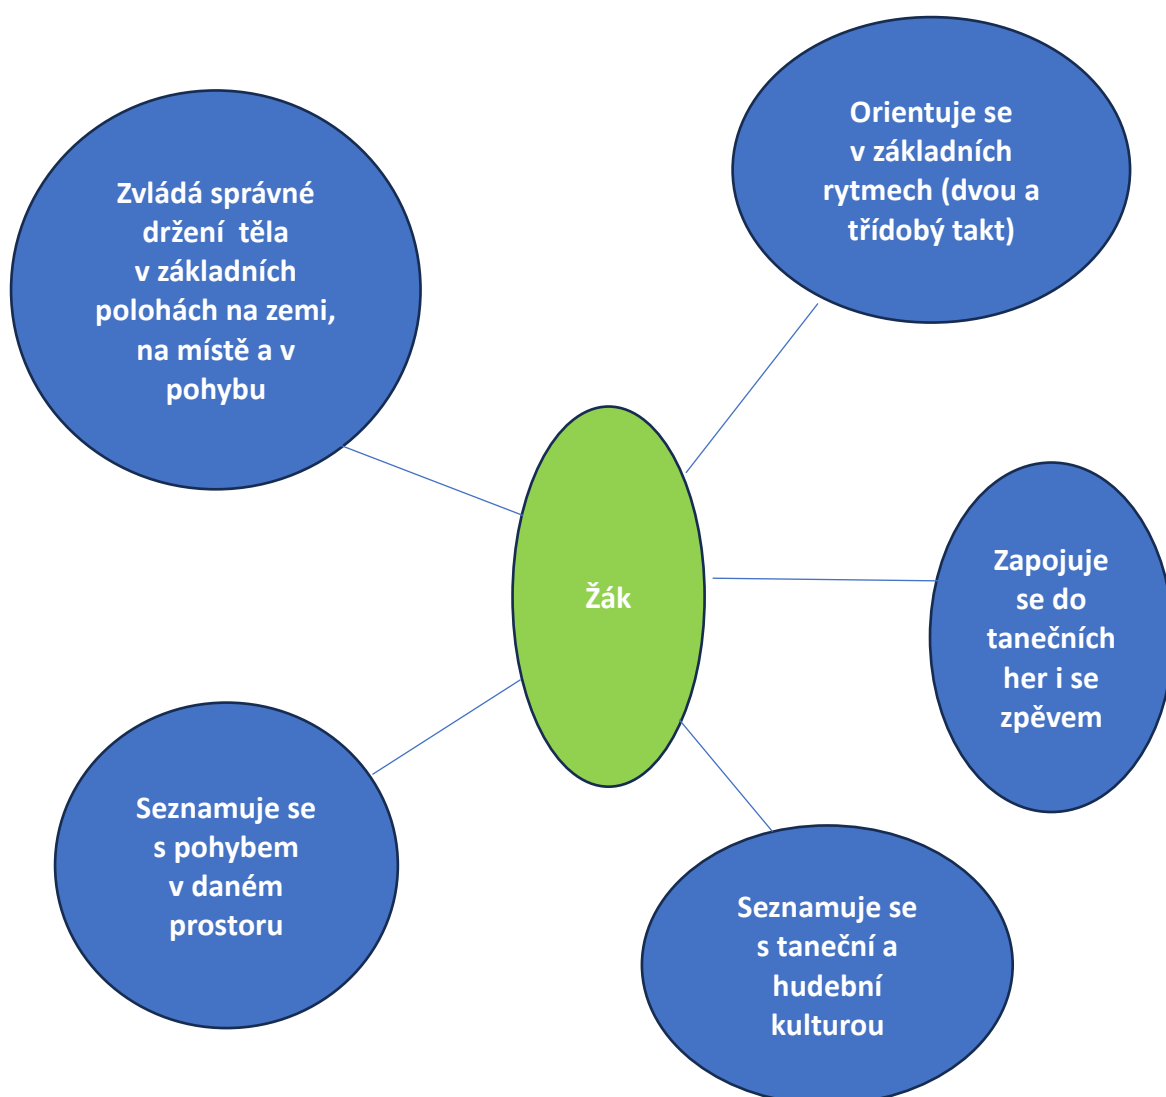 Zvládá správné
držení  těla
v základních
polohách na zemi,
na místě a v
pohybu
Orientuje se
v základních
rytmech (dvou a
třídobý takt)
Žák
Zapojuje
se do
tanečních
her i se
zpěvem
Seznamuje se
s pohybem
v daném
prostoru
Seznamuje se
s taneční a
hudební
kulturou